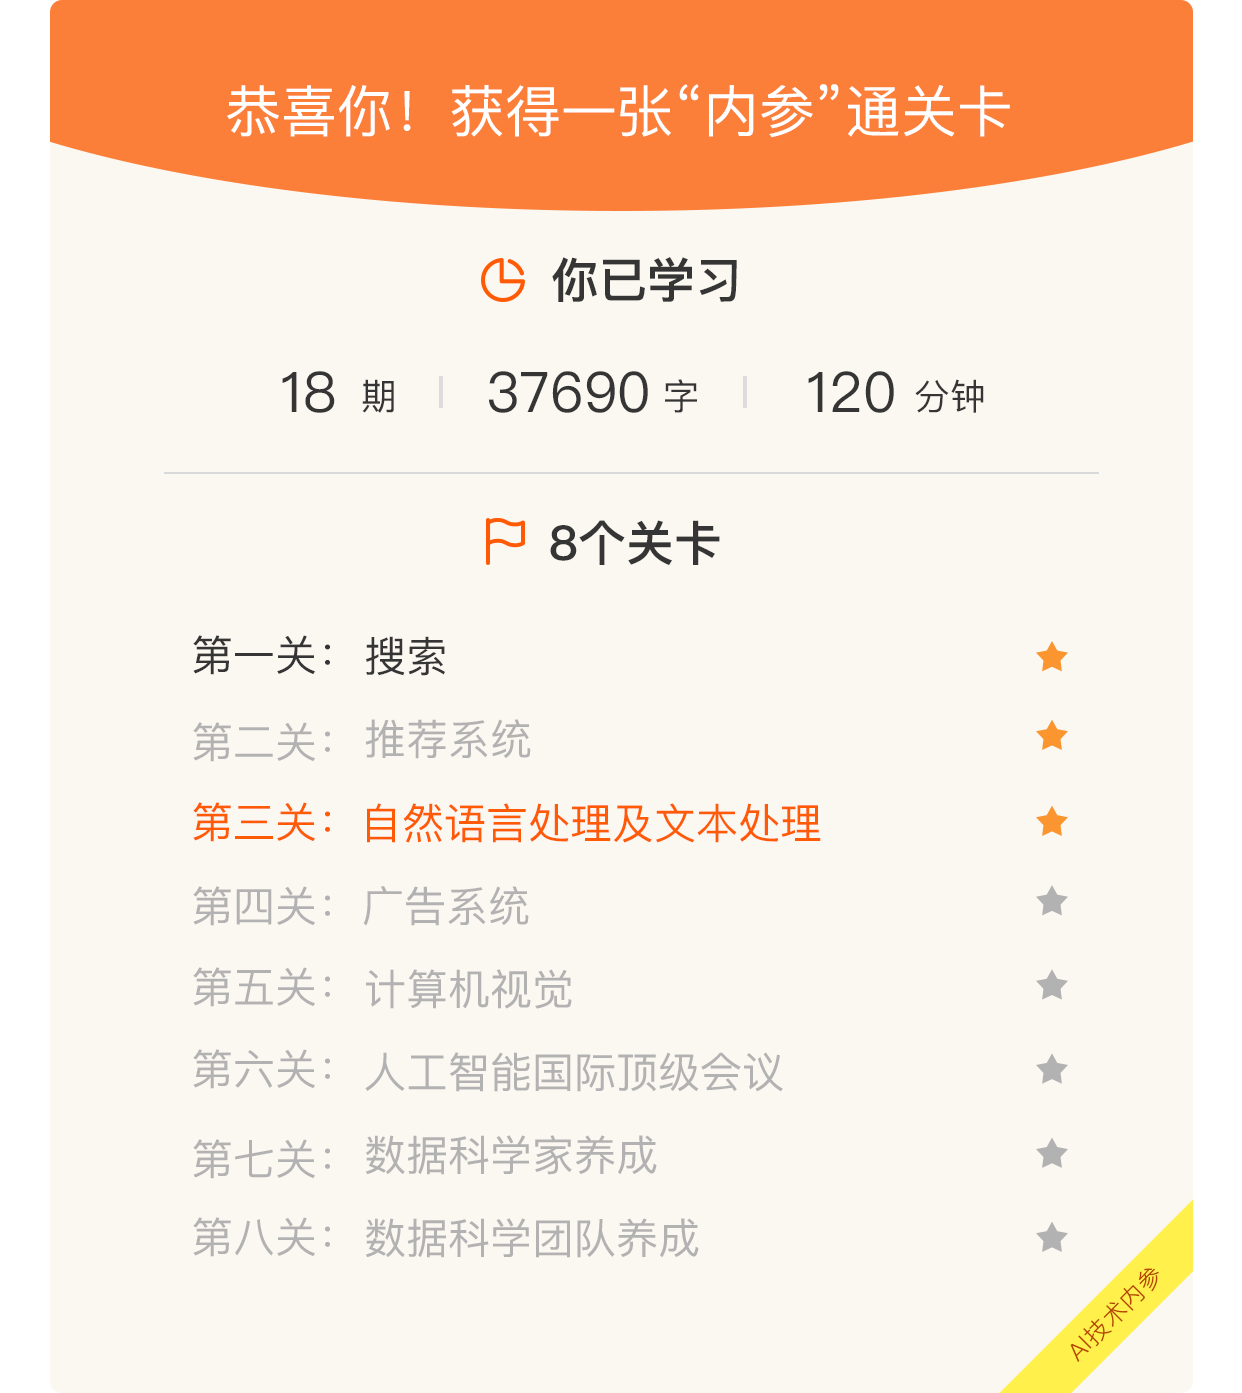 恭喜你！获得一张“内参”通关卡
你已学习
18 期 37690 字 120 分钟
8个关卡
第一关： 搜索
第二关： 推荐系统
第三关： 自然语言处理及文本处理
第四关： 广告系统
第五关： 计算机视觉
第六关： 人工智能国际顶级会议
第七关： 数据科学家养成
第八关： 数据科学团队养成
AI技术内参